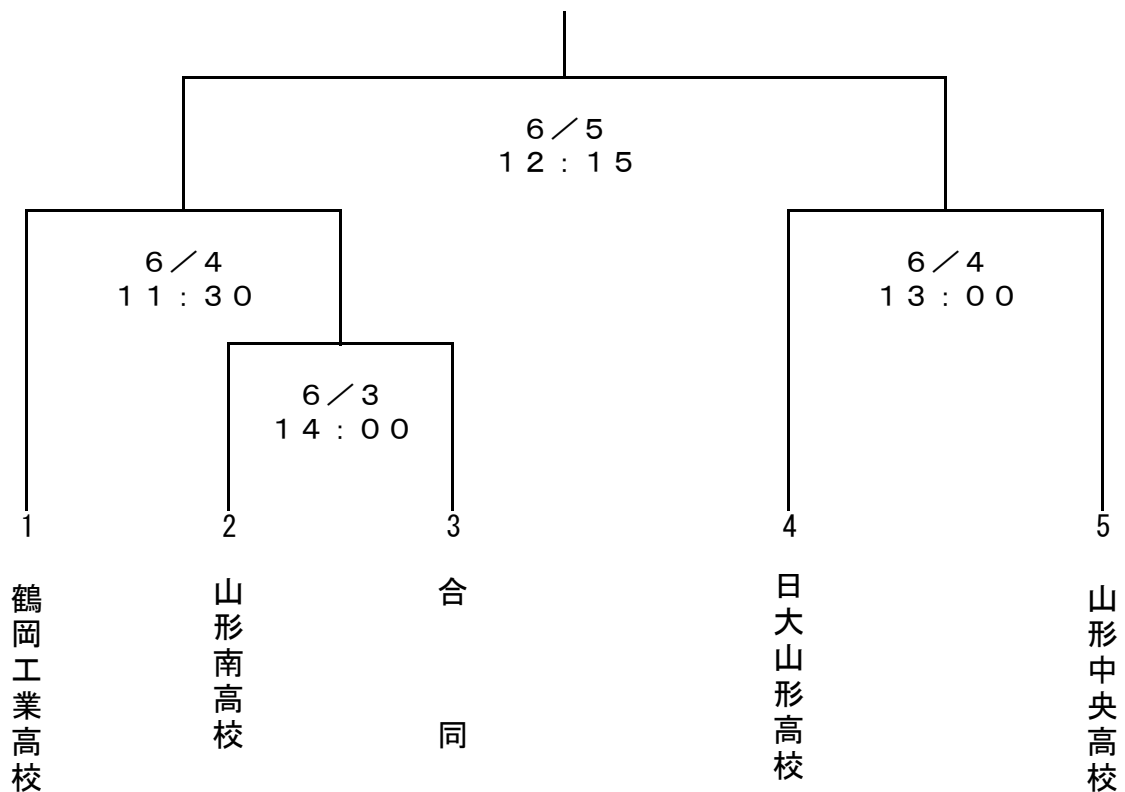 ６／５
１２：１５
６／４
１１：３０
６／４
１３：００
６／３
１４：００
1
2
3
4
5
鶴岡工業高校
山形南高校
合同
日大山形高校
山形中央高校